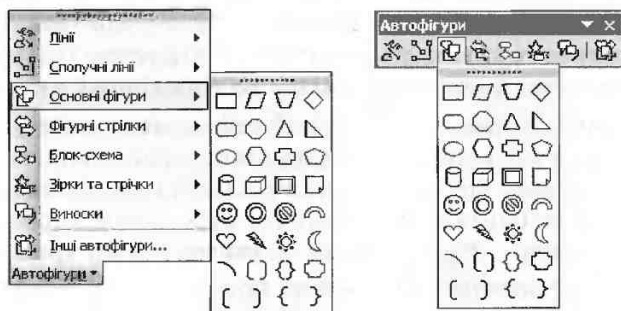 Лінії
Сполучні лінії
Основні фігури
Фігурні стрілки
Блок-схема
Зірки та стрічки
Виноски
Інші автофігури...
Автофігури
Автофігури